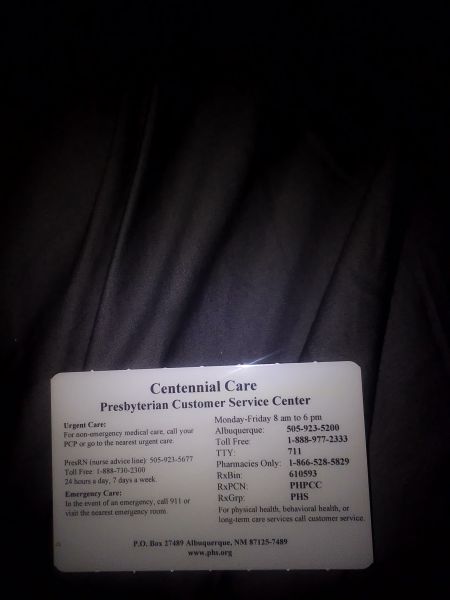 Centennial Care
Presbyterian Customer Service Center
Urgent Care:
For non-emergency medical care, call your
PCP or go to the nearest urgent care.
PresRN (nurse advice line): 505-923-5677
Toll Free: 1-888-730-2300
24 hours a day, 7 days a week.
Emergency Care:
In the event of an emergency, call 911 or
visit the nearest emergency room.
Monday-Friday 8 am to 6 pm
Albuquerque: 505-923-5200
Toll Free: 1-888-977-2333
TTY: 711
Pharmacies Only: 1-866-528-5829
RxBin: 610593
RxPCN: PHPCC
RxGrp: PHS
For physical health, behavioral health, or
long-term care services call customer service.
P.O. Box 27489 Albuquerque, NM 87125-7489
www.phs.org